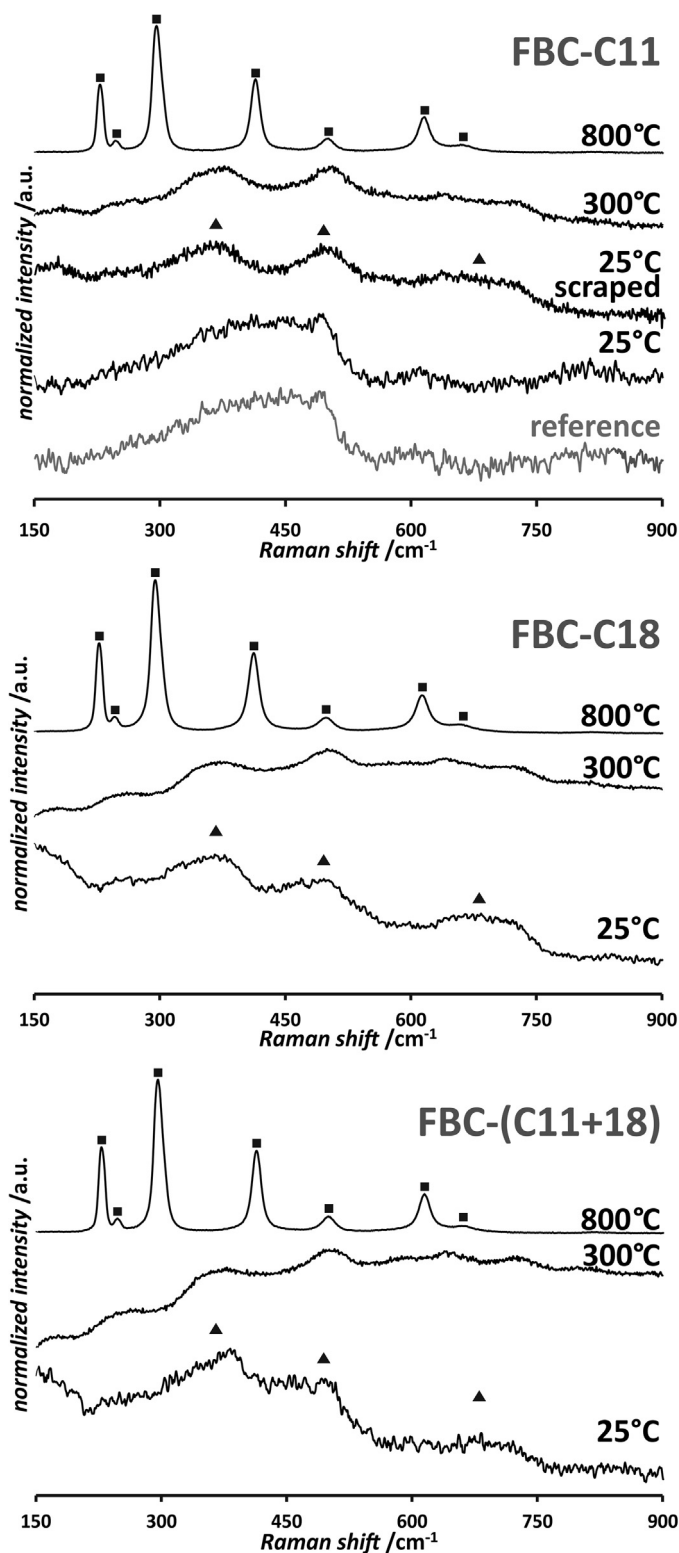 FBC-C11
800°C
300°C
25°C
scraped
25°C
reference
normalized intensity /a.u.
150 300 450 600 750 900
Raman shift /cm-1
FBC-C18
800°C
300°C
25°C
normalized intensity /a.u.
150 300 450 600 750 900
Raman shift /cm-1
FBC-(C11+18)
800°C
300°C
25°C
normalized intensity /a.u.
150 300 450 600 750 900
Raman shift /cm-1